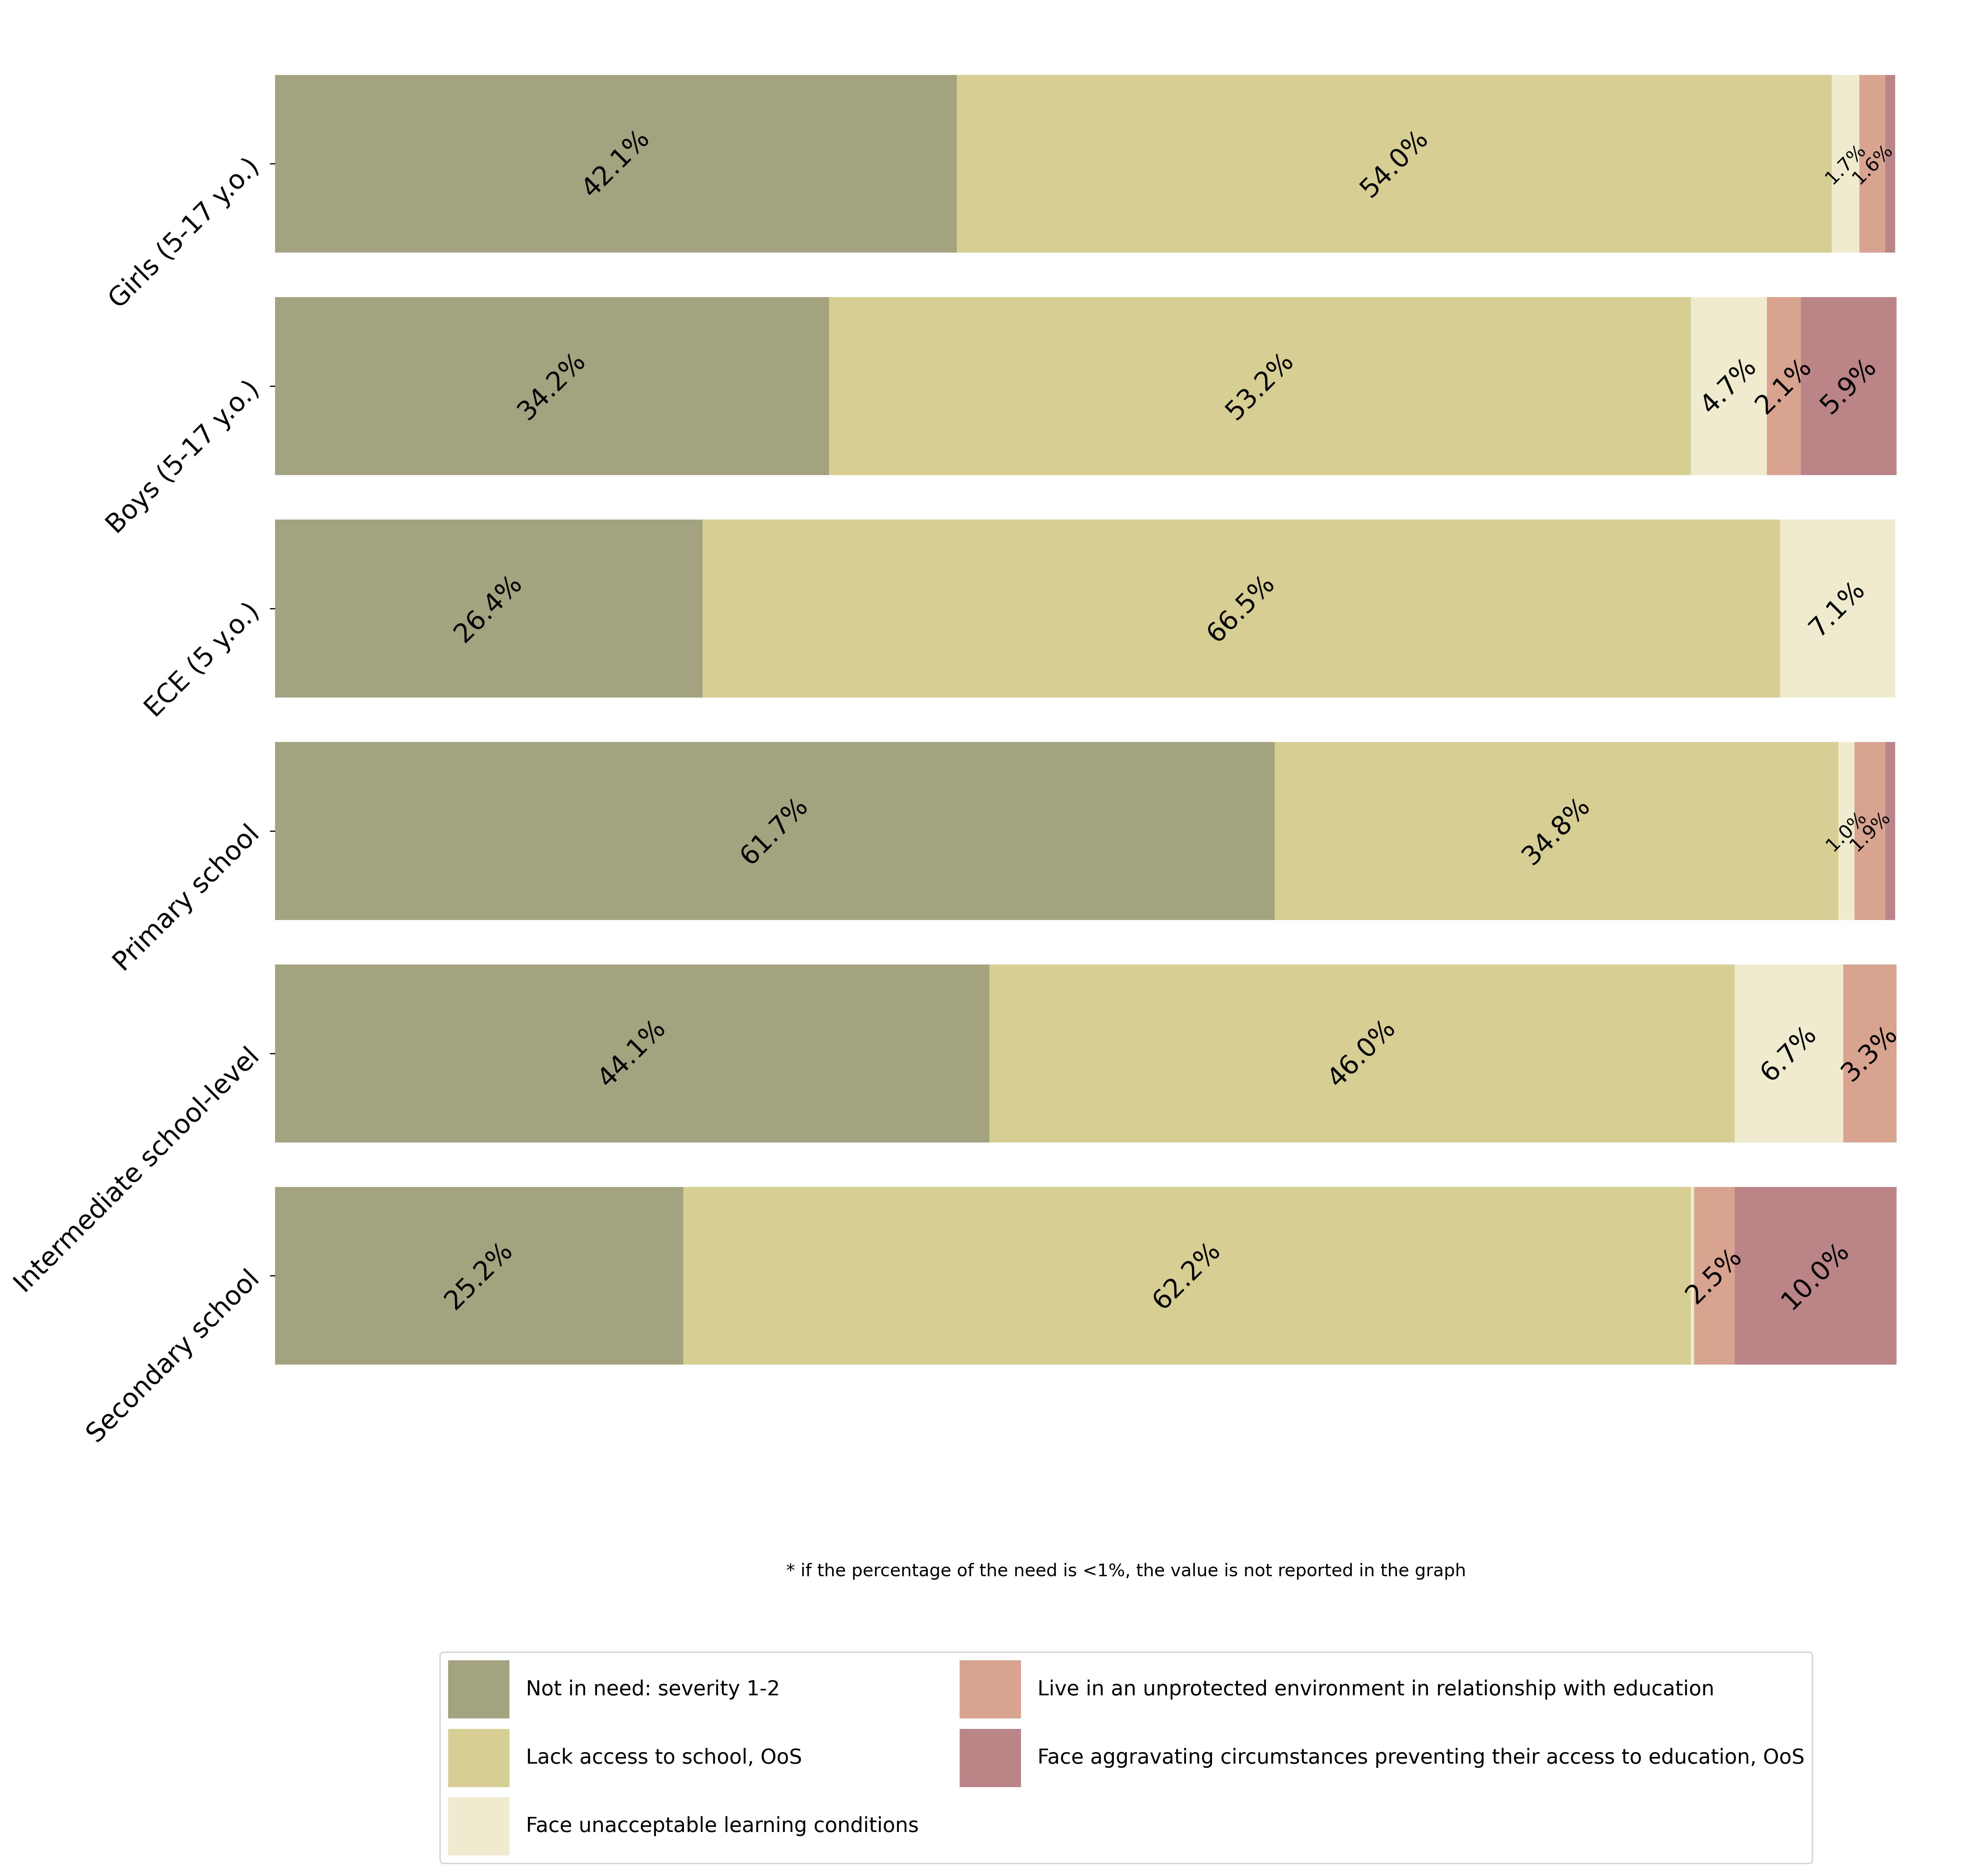 Girls (5-17 y.o.)
42.1%
54.0%
1.7%
1.6%
Boys (5-17 y.o.)
34.2%
53.2%
4.7%
2.1%
5.9%
ECE (5 y.o.)
26.4%
66.5%
7.1%
Primary school
61.7%
34.8%
1.0%
1.9%
Intermediate school-level
44.1%
46.0%
6.7%
3.3%
Secondary school
25.2%
62.2%
2.5%
10.0%
* if the percentage of the need is <1%, the value is not reported in the graph
Not in need: severity 1-2
Lack access to school, OoS
Face unacceptable learning conditions
Live in an unprotected environment in relationship with education
Face aggravating circumstances preventing their access to education, OoS